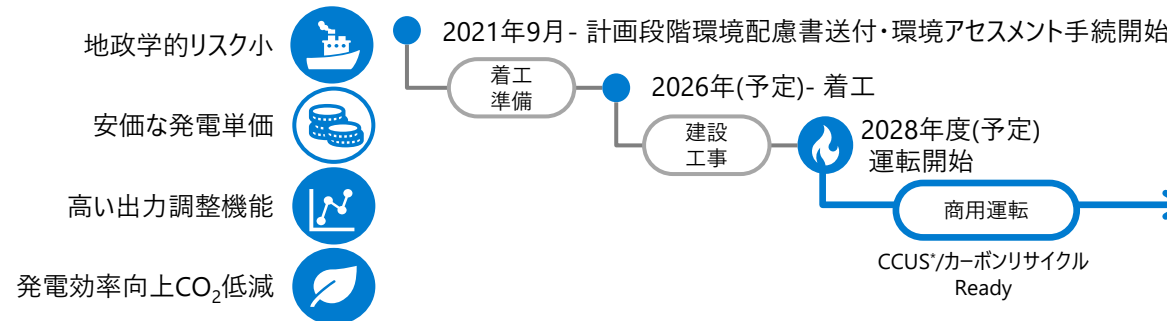 地政学的リスク小
安価な発電単価
高い出力調整機能
発電効率向上CO₂低減
2021年9月- 計画段階環境配慮書送付・環境アセスメント手続開始
着工
準備
2026年(予定)- 着工
建設
工事
2028年度(予定)
運転開始
商用運転
CCUS*/カーボンリサイクル
Ready